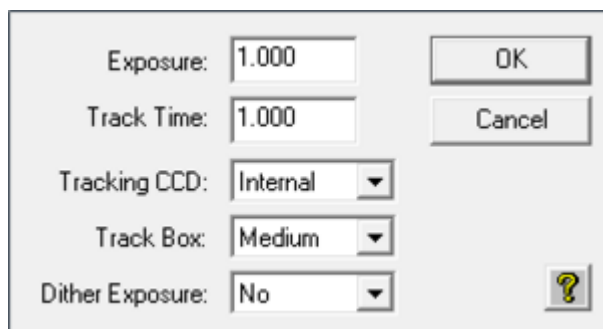 Exposure: 1.000 OK
Track Time: 1.000 Cancel
Tracking CCD: Internal
Track Box: Medium
Dither Exposure: No ?